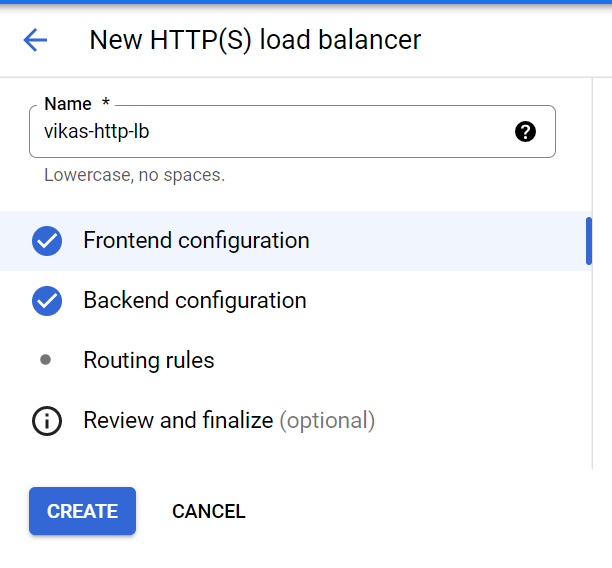 New HTTP(S) load balancer
Name *
vikas-http-lb
Lowercase, no spaces.
Frontend configuration
Backend configuration
Routing rules
Review and finalize (optional)
CREATE CANCEL